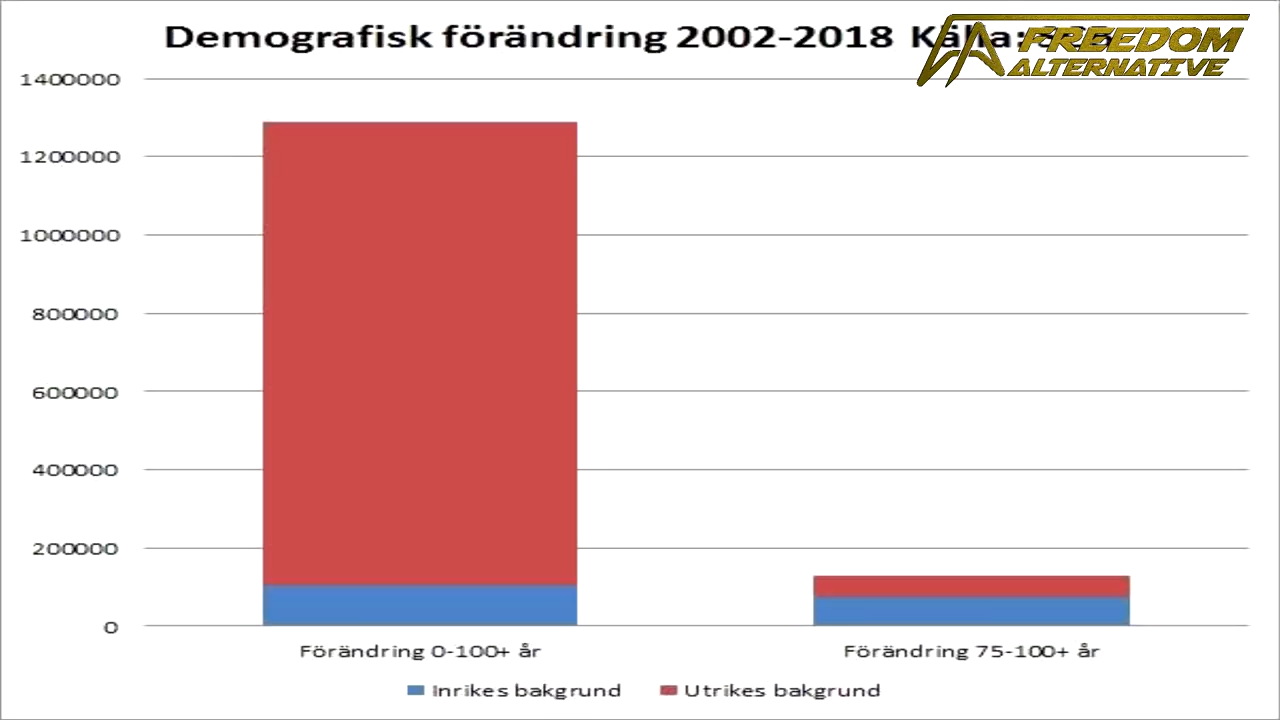 Demografisk förändring 2002-2018
FREEDOM
ALTERNATIVE
1400000
1200000
1000000
800000
600000
400000
200000
0
Förändring 0-100+ år
Förändring 75-100+ år
Inrikes bakgrund
Utrikes bakgrund